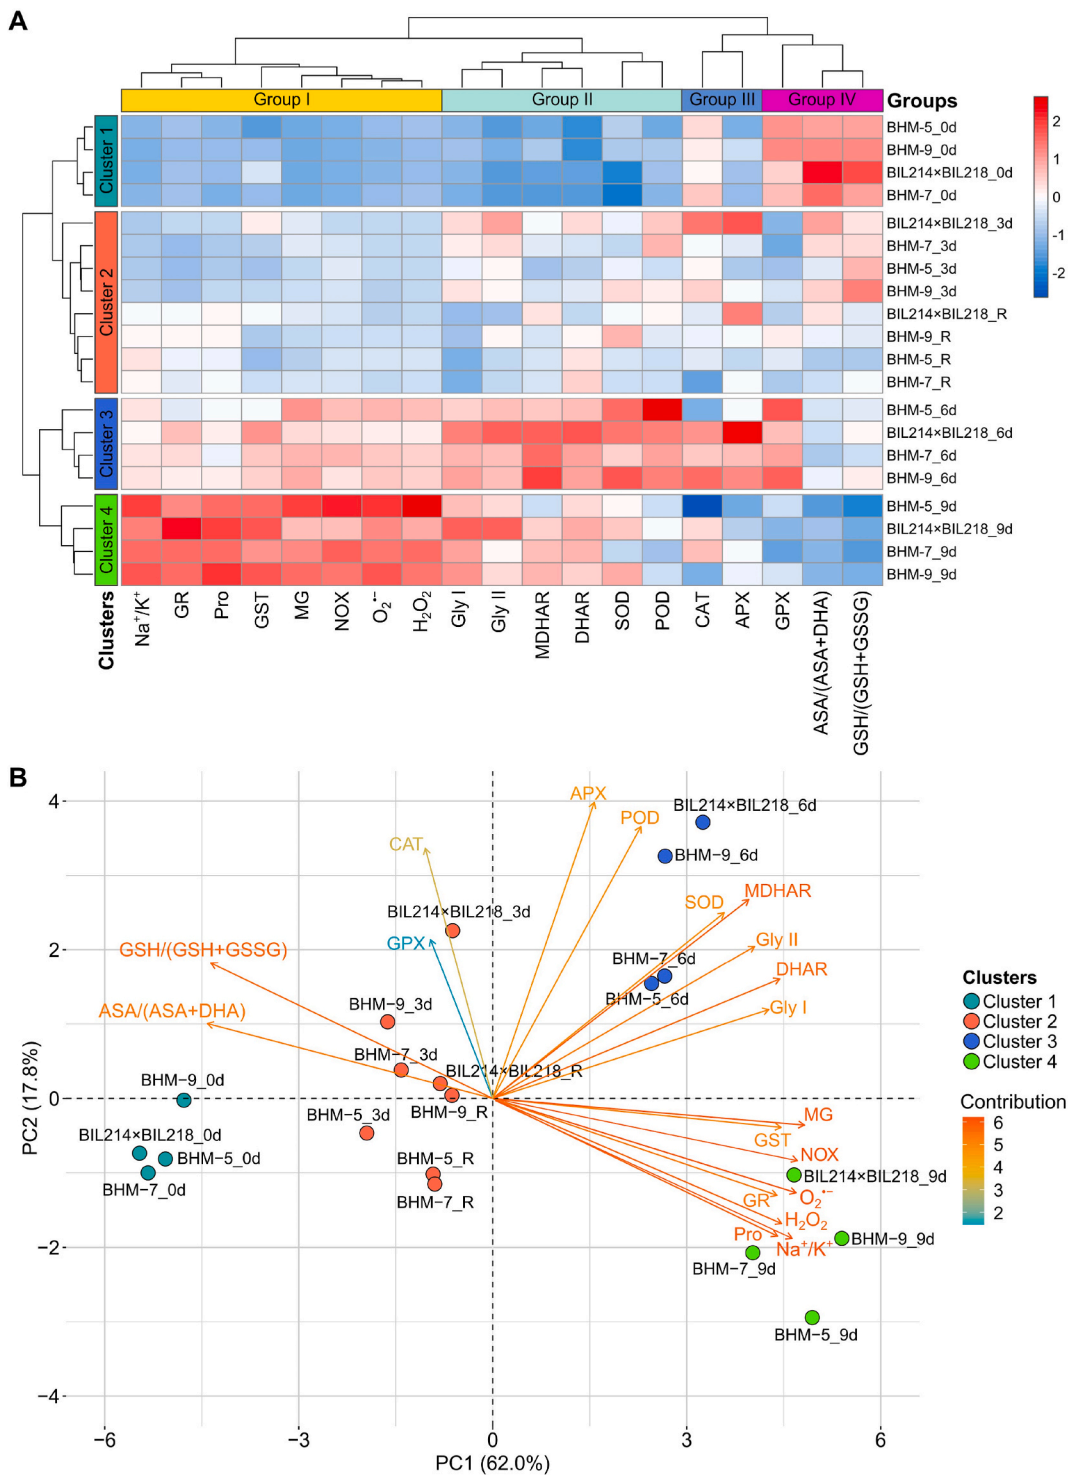 A
Group I
Group II
Group III
Group IV
Groups
Cluster 1
BHM-5_0d
BHM-9_0d
BIL214×BIL218_0d
BHM-7_0d
Cluster 2
BIL214×BIL218_3d
BHM-7_3d
BHM-5_3d
BHM-9_3d
BIL214×BIL218_R
BHM-9_R
BHM-5_R
BHM-7_R
Cluster 3
BHM-5_6d
BIL214×BIL218_6d
BHM-7_6d
BHM-9_6d
Cluster 4
BHM-5_9d
BIL214×BIL218_9d
BHM-7_9d
BHM-9_9d
2
1
0
-1
-2
Clusters
Na⁺/K⁺
GR
Pro
GST
MG
NOX
O₂•⁻
H₂O₂
Gly I
Gly II
MDHAR
DHAR
SOD
POD
CAT
APX
GPX
ASA/(ASA+DHA)
GSH/(GSH+GSSG)
B
PC2 (17.8%)
4
2
0
−2
−4
APX
POD
BIL214×BIL218_6d
CAT
BHM−9_6d
MDHAR
SOD
BIL214×BIL218_3d
GPX
Gly II
GSH/(GSH+GSSG)
BHM−7_6d
DHAR
BHM−5_6d
Gly I
ASA/(ASA+DHA)
BHM−9_3d
BHM−7_3d
BIL214×BIL218_R
BHM−9_0d
BHM−9_R
BHM−5_3d
MG
BIL214×BIL218_0d
GST
BHM−5_0d
BHM−5_R
NOX
BHM−7_0d
BHM−7_R
BIL214×BIL218_9d
GR
O₂•⁻
H₂O₂
Pro
Na⁺/K⁺
BHM−9_9d
BHM−7_9d
BHM−5_9d
−6
−3
0
3
6
PC1 (62.0%)
Clusters
Cluster 1
Cluster 2
Cluster 3
Cluster 4
Contribution
6
5
4
3
2